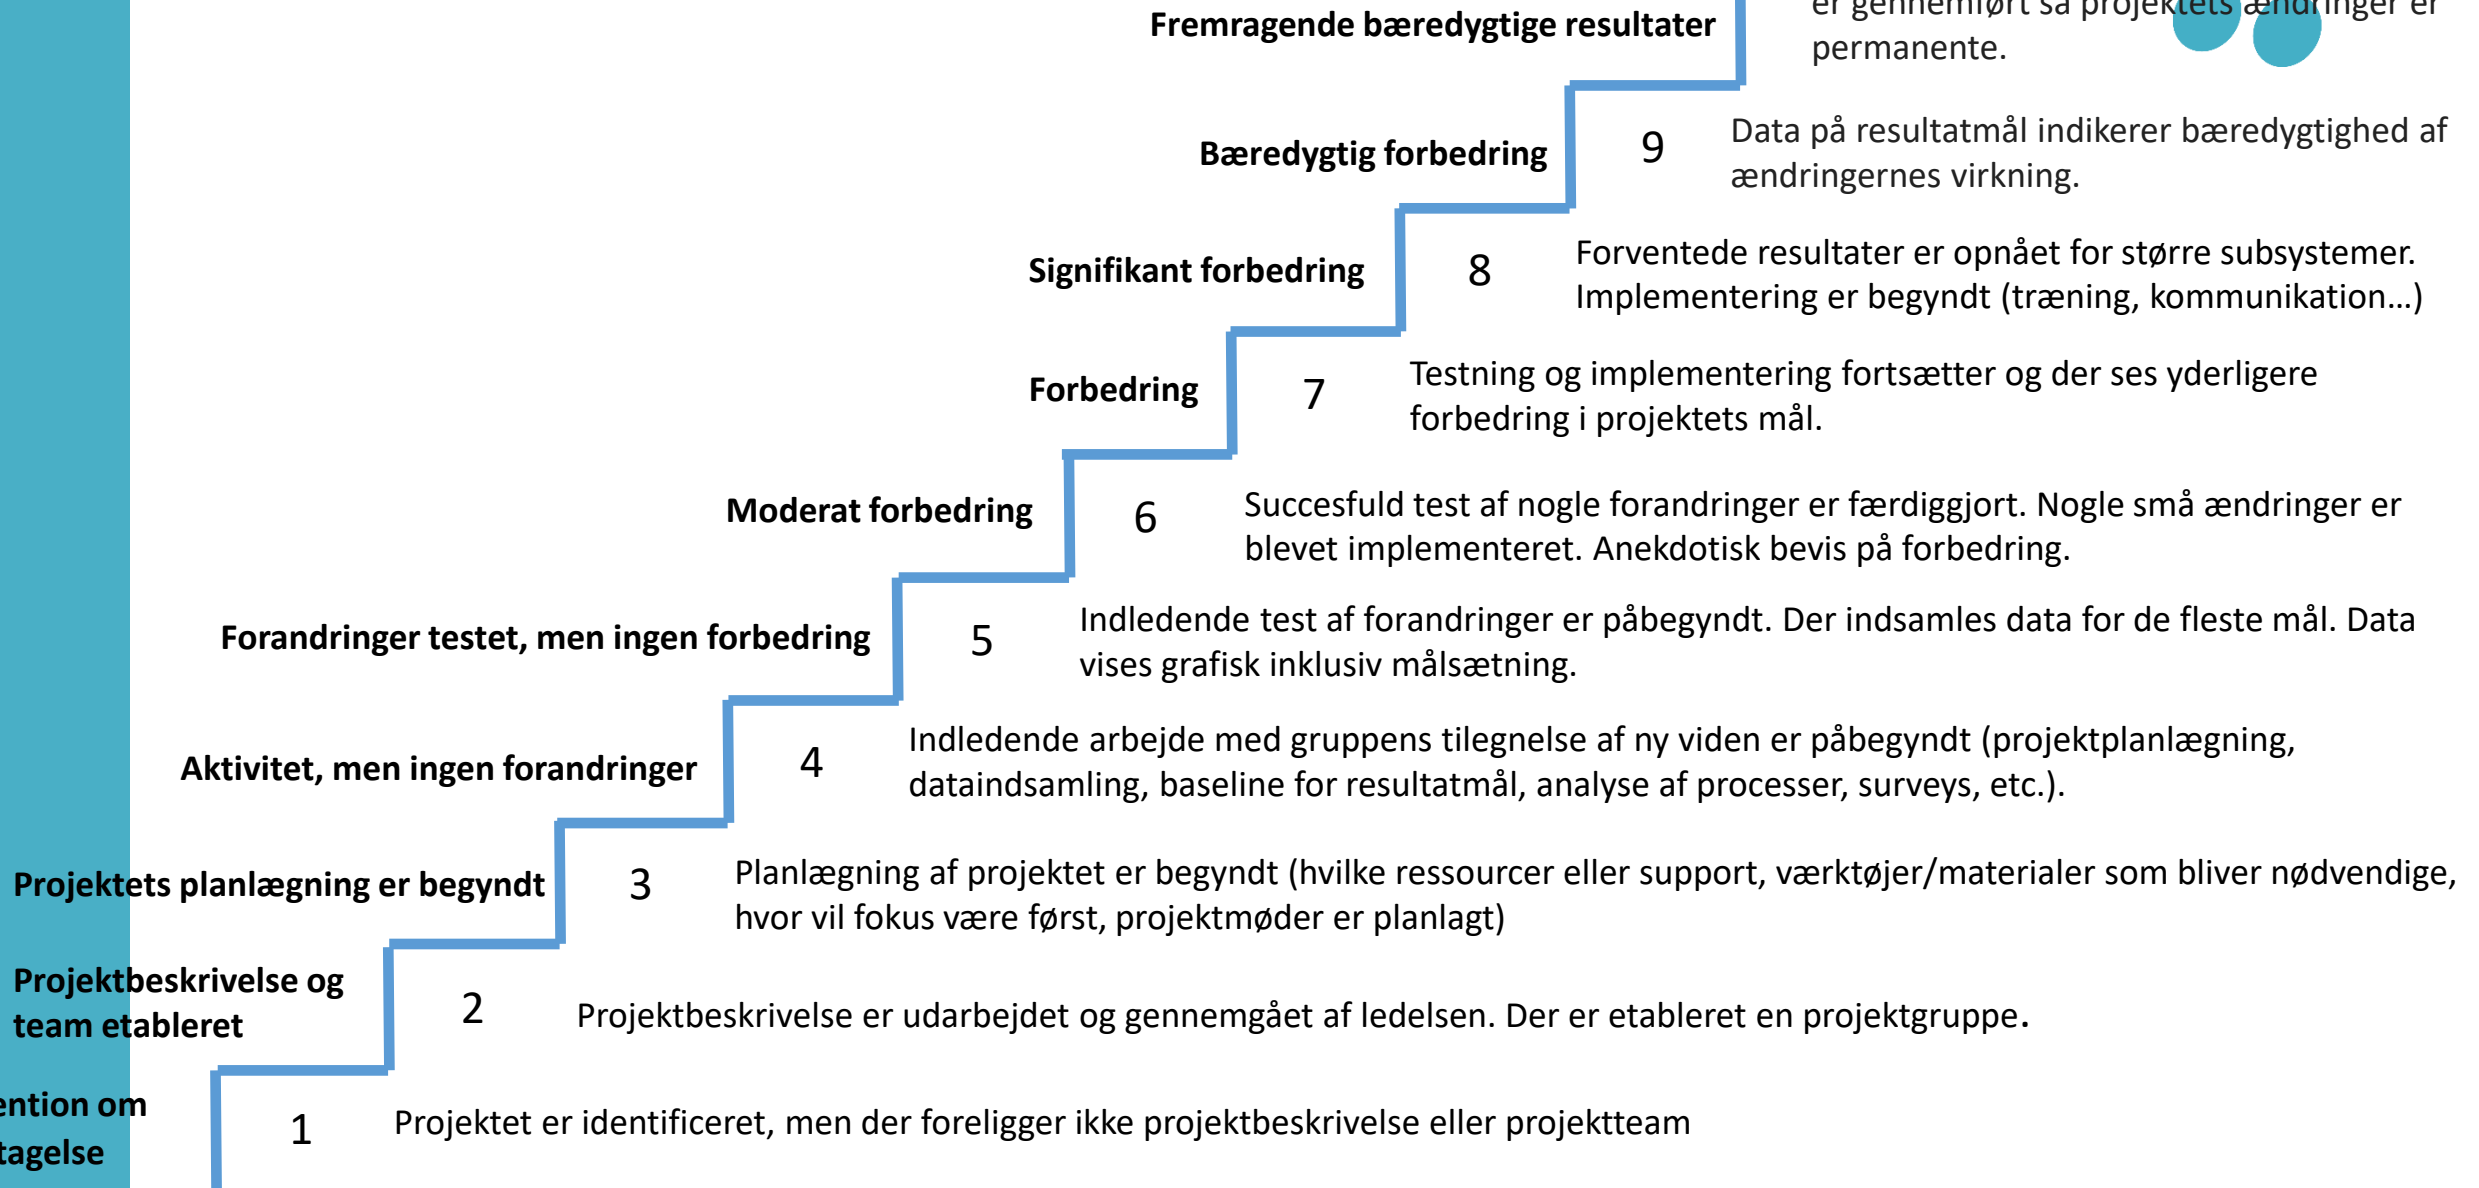 er gennemført så projektets ændringer er
Fremragende bæredygtige resultater
permanente.
Bæredygtig forbedring
9
Data på resultatmål indikerer bæredygtighed af
ændringernes virkning.
Signifikant forbedring
8
Forventede resultater er opnået for større subsystemer.
Implementering er begyndt (træning, kommunikation…)
Forbedring
7
Testning og implementering fortsætter og der ses yderligere
forbedring i projektets mål.
Moderat forbedring
6
Succesfuld test af nogle forandringer er færdiggjort. Nogle små ændringer er
blevet implementeret. Anekdotisk bevis på forbedring.
Forandringer testet, men ingen forbedring
5
Indledende test af forandringer er påbegyndt. Der indsamles data for de fleste mål. Data
vises grafisk inklusiv målsætning.
Aktivitet, men ingen forandringer
4
Indledende arbejde med gruppens tilegnelse af ny viden er påbegyndt (projektplanlægning,
dataindsamling, baseline for resultatmål, analyse af processer, surveys, etc.).
Projektets planlægning er begyndt
3
Planlægning af projektet er begyndt (hvilke ressourcer eller support, værktøjer/materialer som bliver nødvendige,
hvor vil fokus være først, projektmøder er planlagt)
Projektbeskrivelse og
team etableret
2
Projektbeskrivelse er udarbejdet og gennemgået af ledelsen. Der er etableret en projektgruppe.
ention om
tagelse
1
Projektet er identificeret, men der foreligger ikke projektbeskrivelse eller projektteam